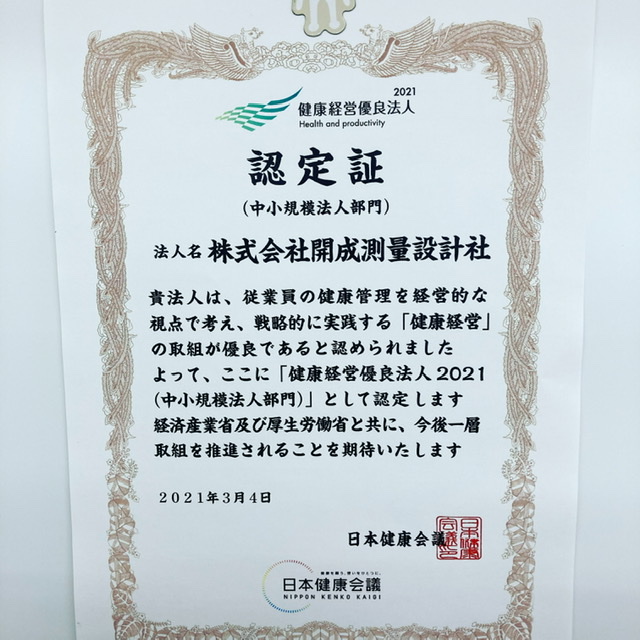 2021
健康経営優良法人
Health and productivity
認定証
(中小規模法人部門)
法人名 株式会社開成測量設計社
貴法人は、従業員の健康管理を経営的な
視点で考え、戦略的に実践する「健康経営」
の取組が優良であると認められました
よって、ここに「健康経営優良法人2021
(中小規模法人部門)」として認定します
経済産業省及び厚生労働省と共に、今後一層
取組を推進されることを期待いたします
2021年3月4日
日本健康会議
日本健康会議
NIPPON KENKO KAIGI